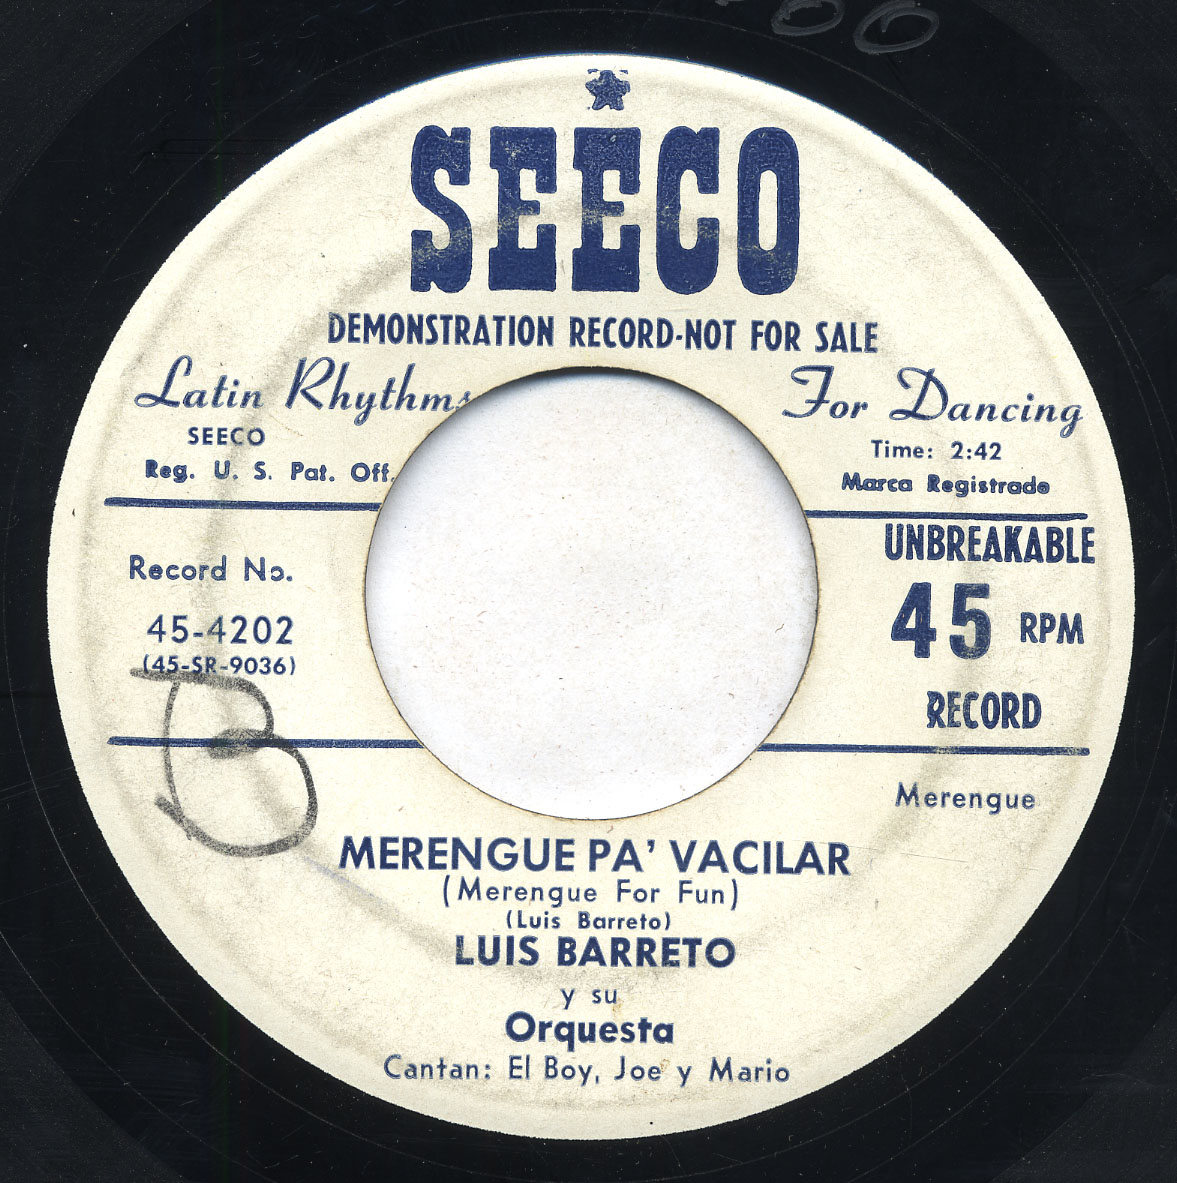 SEECO
DEMONSTRATION RECORD-NOT FOR SALE
Latin Rhythms For Dancing
SEECO
Reg. U. S. Pat. Off.
Time: 2:42
Marca Registrada
Record No.
45-4202
(45-SR-9036)
UNBREAKABLE
45 RPM
RECORD
Merengue
MERENGUE PA' VACILAR
(Merengue For Fun)
(Luis Barreto)
LUIS BARRETO
y su
Orquesta
Cantan: El Boy, Joe y Mario